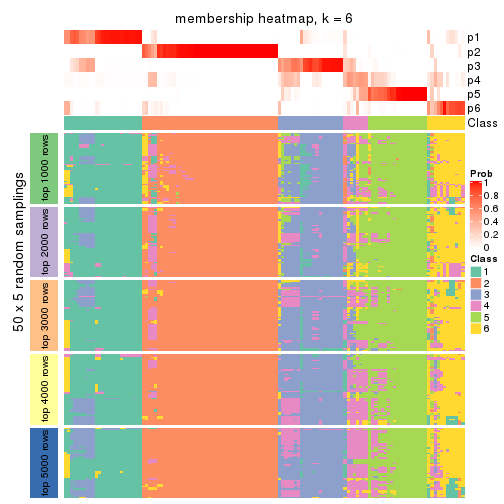 membership heatmap, k = 6
p1
p2
p3
p4
p5
p6
Class
50 x 5 random samplings
top 1000 rows
top 2000 rows
top 3000 rows
top 4000 rows
top 5000 rows
Prob
1
0.8
0.6
0.4
0.2
0
Class
1
2
3
4
5
6